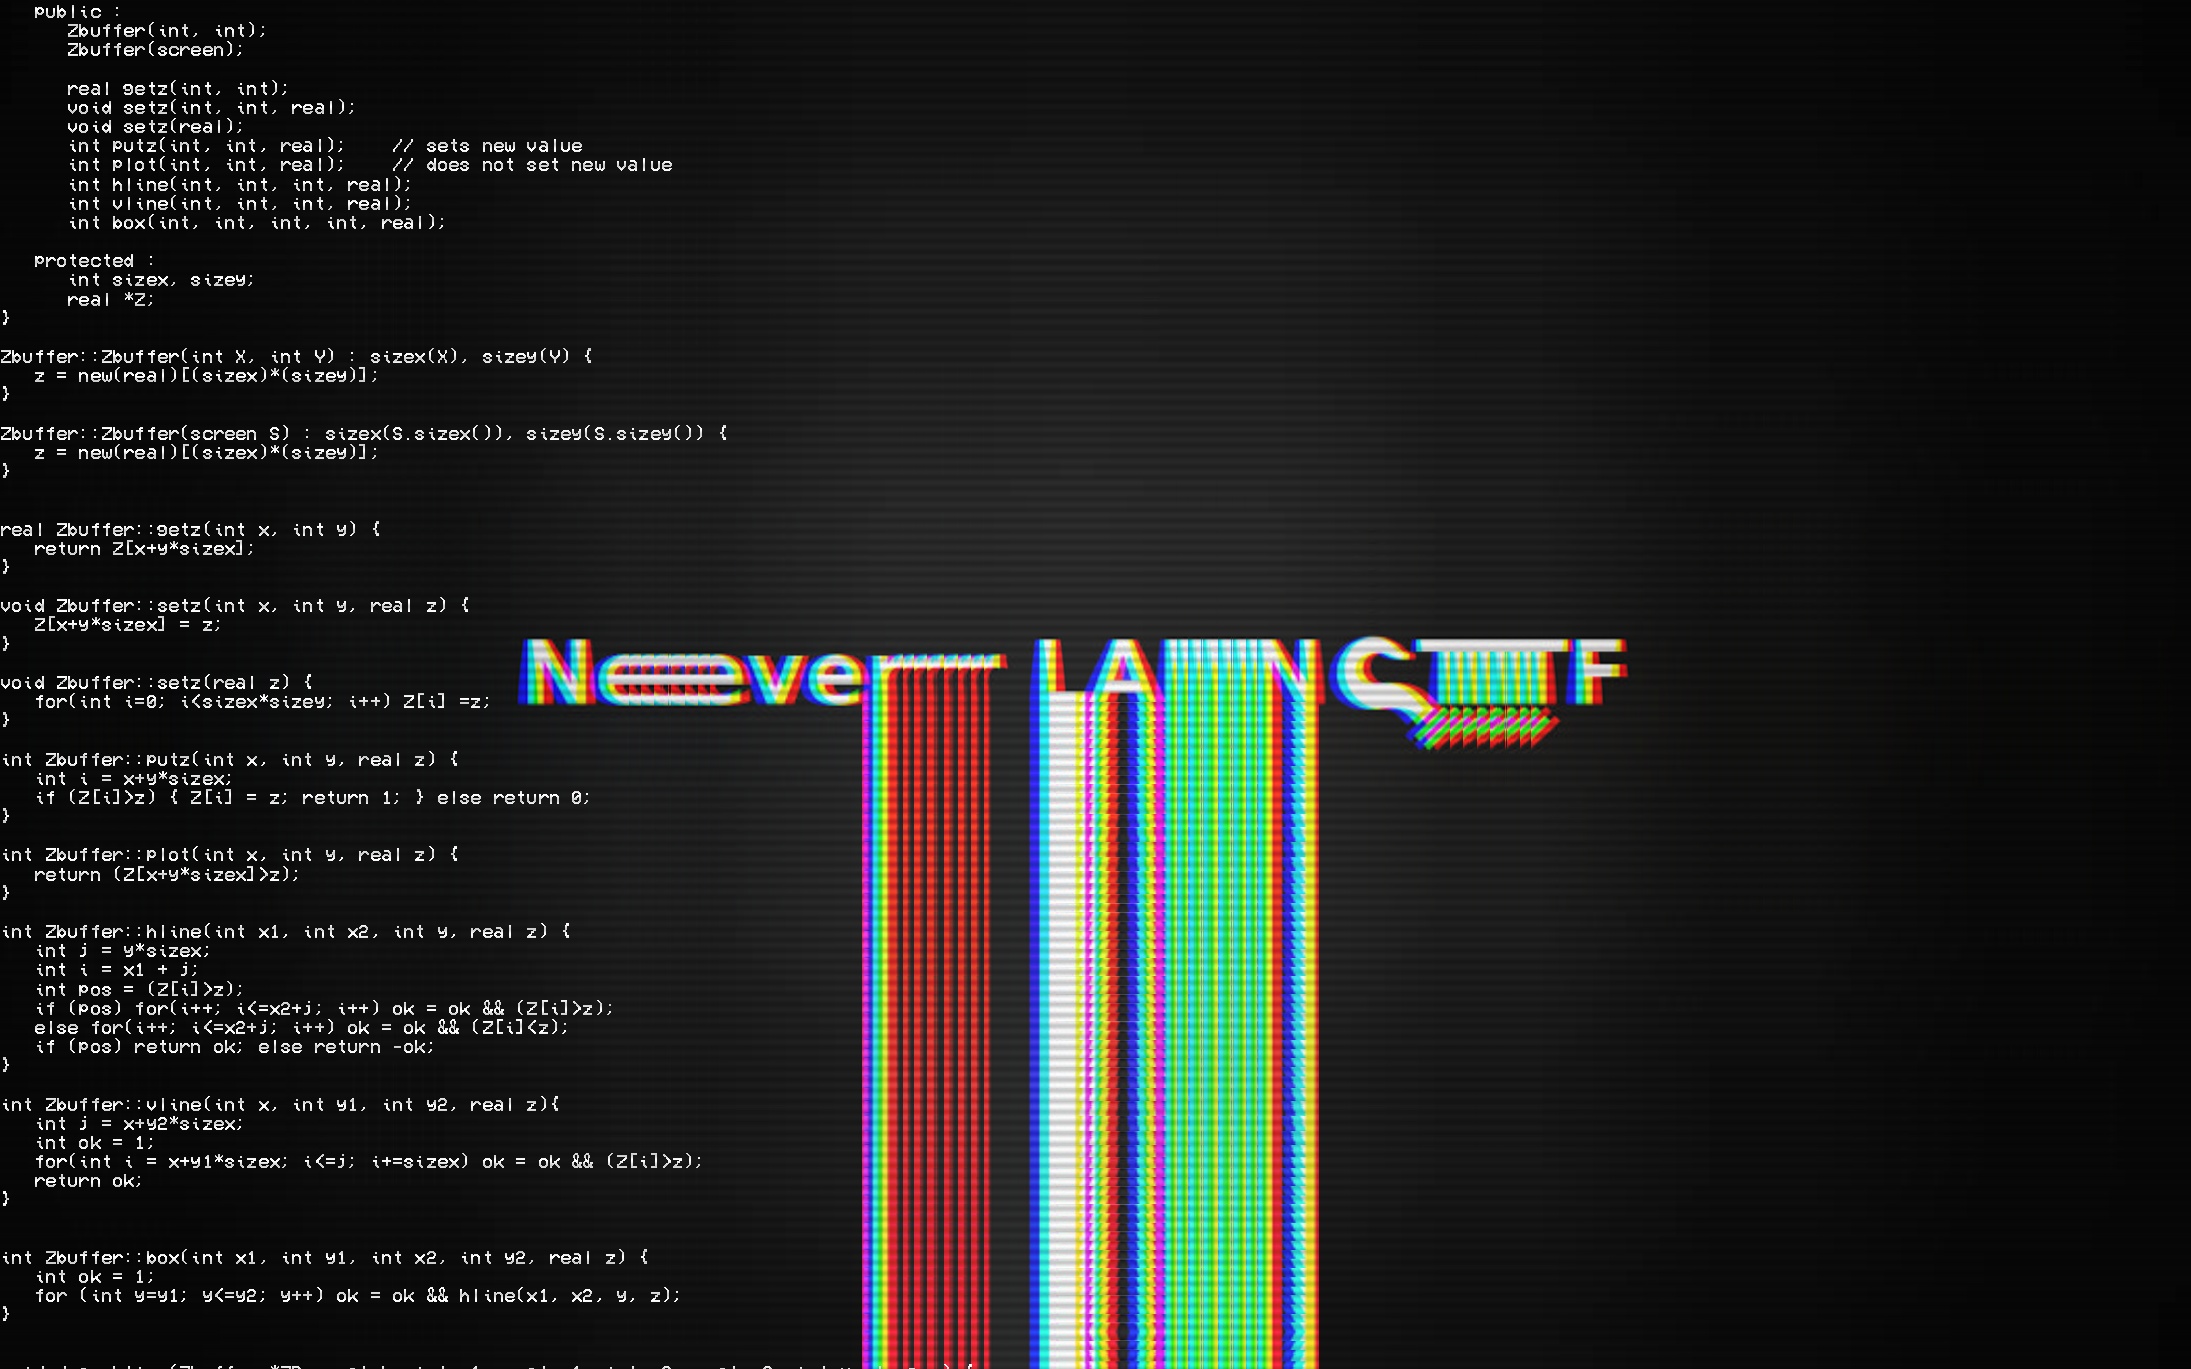 public :
Zbuffer(int, int);
Zbuffer(screen);
real getz(int, int);
void setz(int, int, real);
void setz(real);
int putz(int, int, real);    // sets new value
int plot(int, int, real);    // does not set new value
int hline(int, int, int, real);
int vline(int, int, int, real);
int box(int, int, int, int, real);
protected :
int sizex, sizey;
real *Z;
}
Zbuffer::Zbuffer(int X, int Y) : sizex(X), sizey(Y) {
z = new(real)[(sizex)*(sizey)];
}
Zbuffer::Zbuffer(screen S) : sizex(S.sizex()), sizey(S.sizey()) {
z = new(real)[(sizex)*(sizey)];
}
real Zbuffer::getz(int x, int y) {
return Z[x+y*sizex];
}
void Zbuffer::setz(int x, int y, real z) {
Z[x+y*sizex] = z;
}
void Zbuffer::setz(real z) {
for(int i=0; i<sizex*sizey; i++) Z[i] =z;
}
Never LAN CTF
int Zbuffer::putz(int x, int y, real z) {
int i = x+y*sizex;
if (Z[i]>z) { Z[i] = z; return 1; } else return 0;
}
int Zbuffer::plot(int x, int y, real z) {
return (Z[x+y*sizex]>z);
}
int Zbuffer::hline(int x1, int x2, int y, real z) {
int j = y*sizex;
int i = x1 + j;
int pos = (Z[i]>z);
if (pos) for(i++; i<=x2+j; i++) ok = ok && (Z[i]>z);
else for(i++; i<=x2+j; i++) ok = ok && (Z[i]<z);
if (pos) return ok; else return -ok;
}
int Zbuffer::vline(int x, int y1, int y2, real z){
int j = x+y2*sizex;
int ok = 1;
for(int i = x+y1*sizex; i<=j; i+=sizex) ok = ok && (Z[i]>z);
return ok;
}
int Zbuffer::box(int x1, int y1, int x2, int y2, real z) {
int ok = 1;
for (int y=y1; y<=y2; y++) ok = ok && hline(x1, x2, y, z);
}